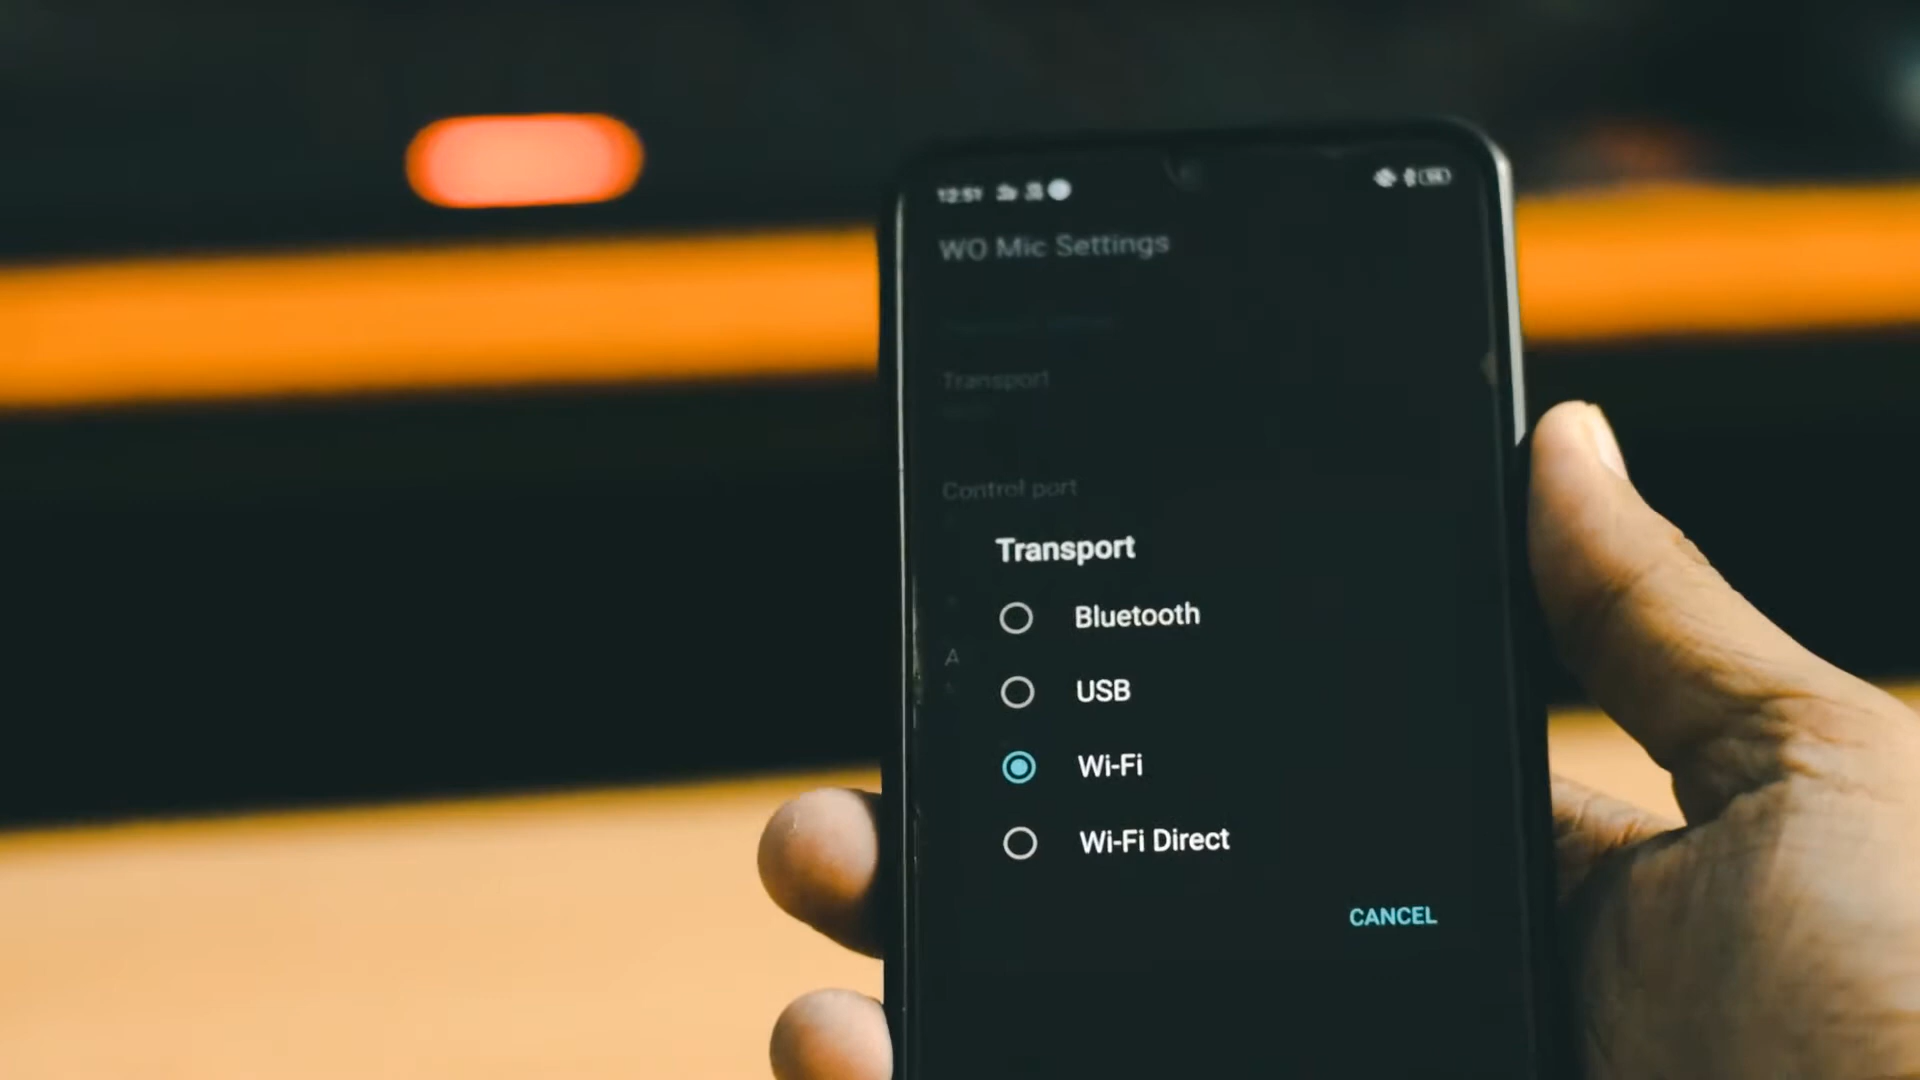 12:51
WO Mic Settings
Transport
Control port
Transport
Bluetooth
A
USB
Wi-Fi
Wi-Fi Direct
CANCEL